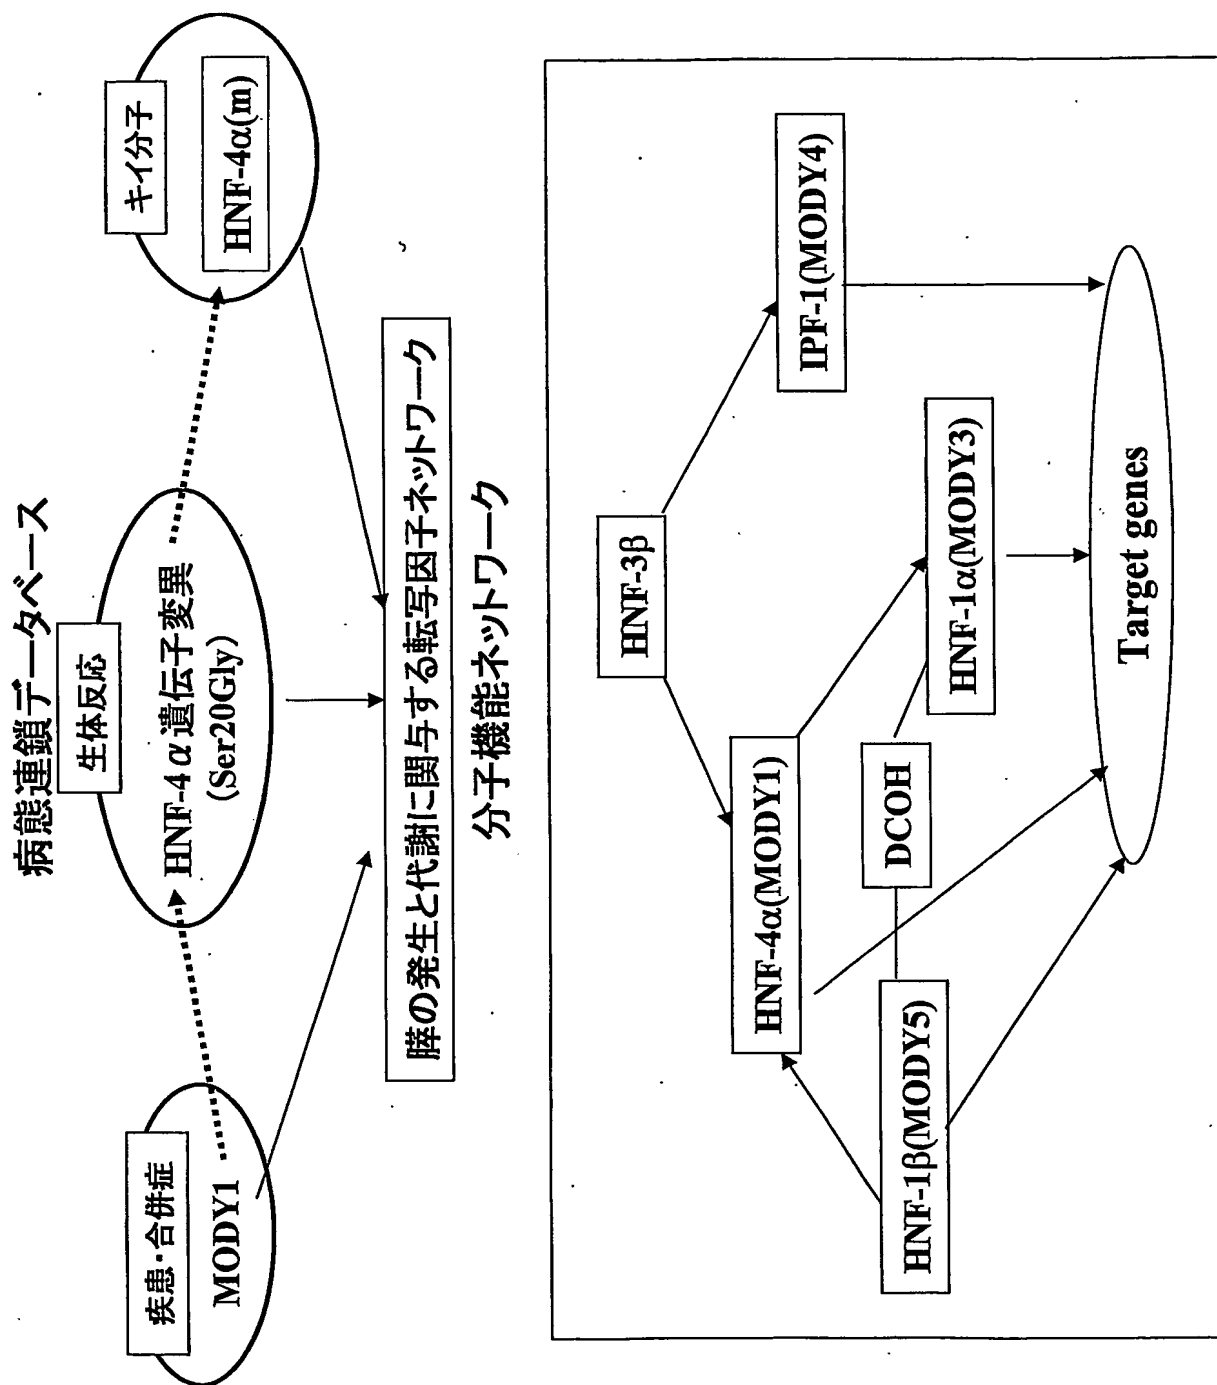 病態連鎖データベース
疾患・合併症
MODY1
生体反応
HNF-4α遺伝子変異
(Ser20Gly)
キイ分子
HNF-4α(m)
膵の発生と代謝に関与する転写因子ネットワーク
分子機能ネットワーク
HNF-3β
HNF-4α(MODY1)
IPF-1(MODY4)
HNF-1β(MODY5)
DCOH
HNF-1α(MODY3)
Target genes